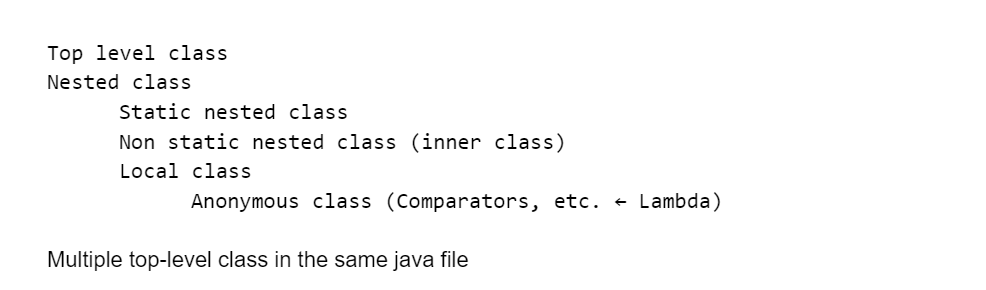 Top level class
Nested class
Static nested class
Non static nested class (inner class)
Local class
Anonymous class (Comparators, etc. ← Lambda)
Multiple top-level class in the same java file